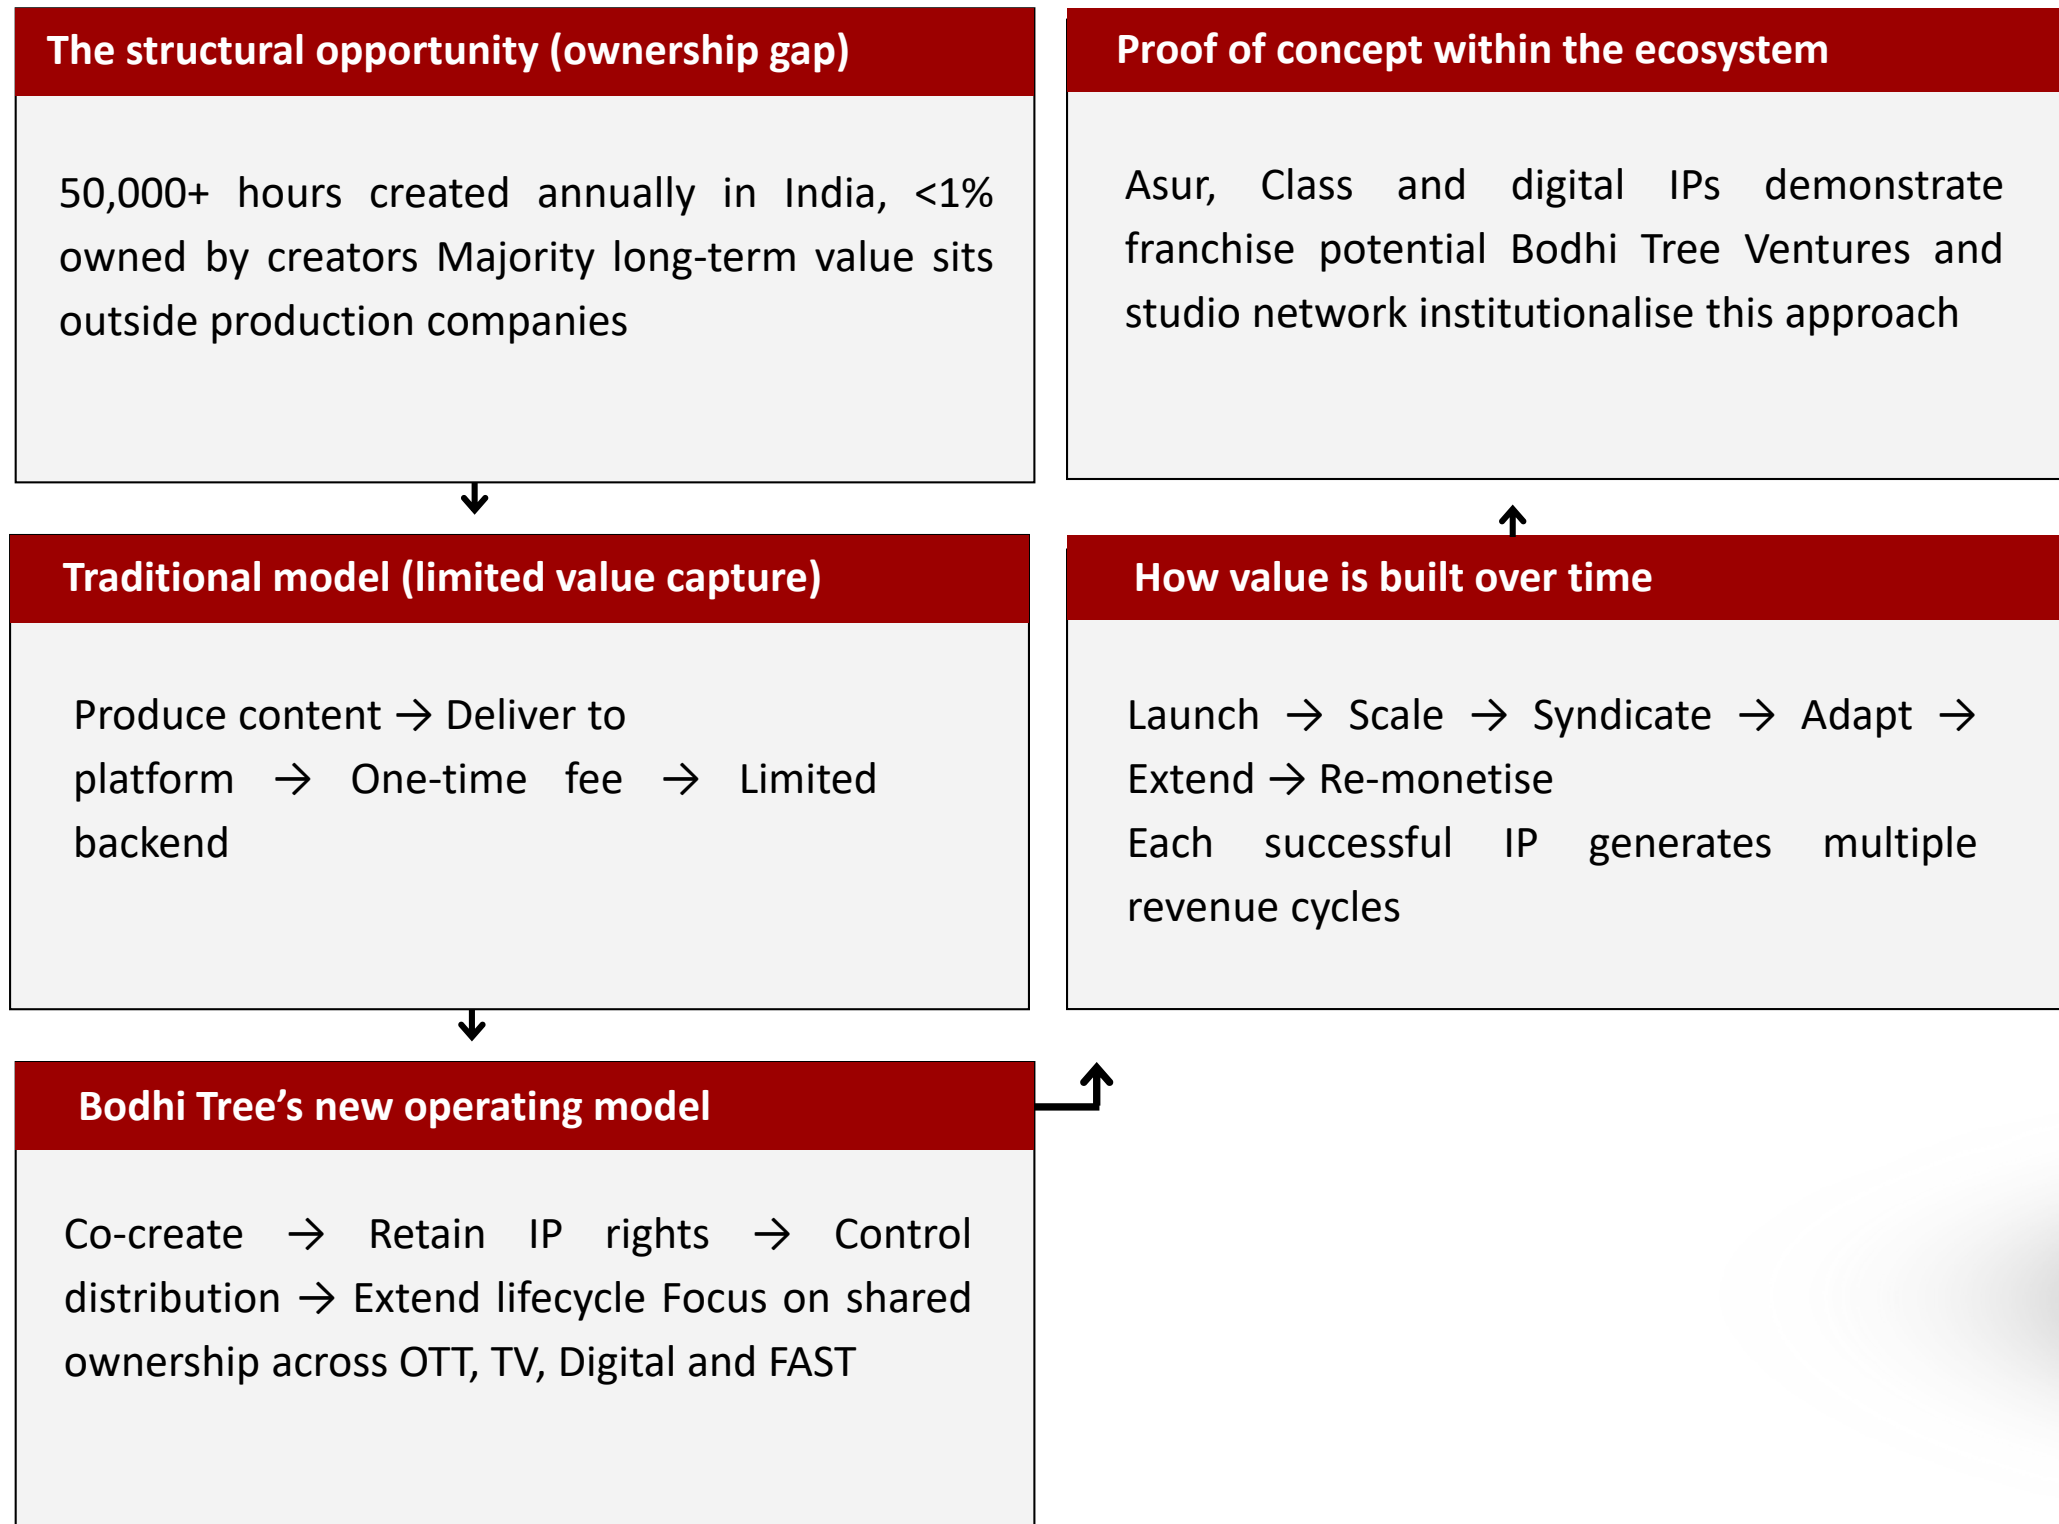 The structural opportunity (ownership gap)
50,000+ hours created annually in India, <1%
owned by creators Majority long-term value sits
outside production companies
Traditional model (limited value capture)
Produce content → Deliver to
platform → One-time fee → Limited
backend
Bodhi Tree’s new operating model
Co-create → Retain IP rights → Control
distribution → Extend lifecycle Focus on shared
ownership across OTT, TV, Digital and FAST
How value is built over time
Launch → Scale → Syndicate → Adapt →
Extend → Re-monetise
Each successful IP generates multiple
revenue cycles
Proof of concept within the ecosystem
Asur, Class and digital IPs demonstrate
franchise potential Bodhi Tree Ventures and
studio network institutionalise this approach